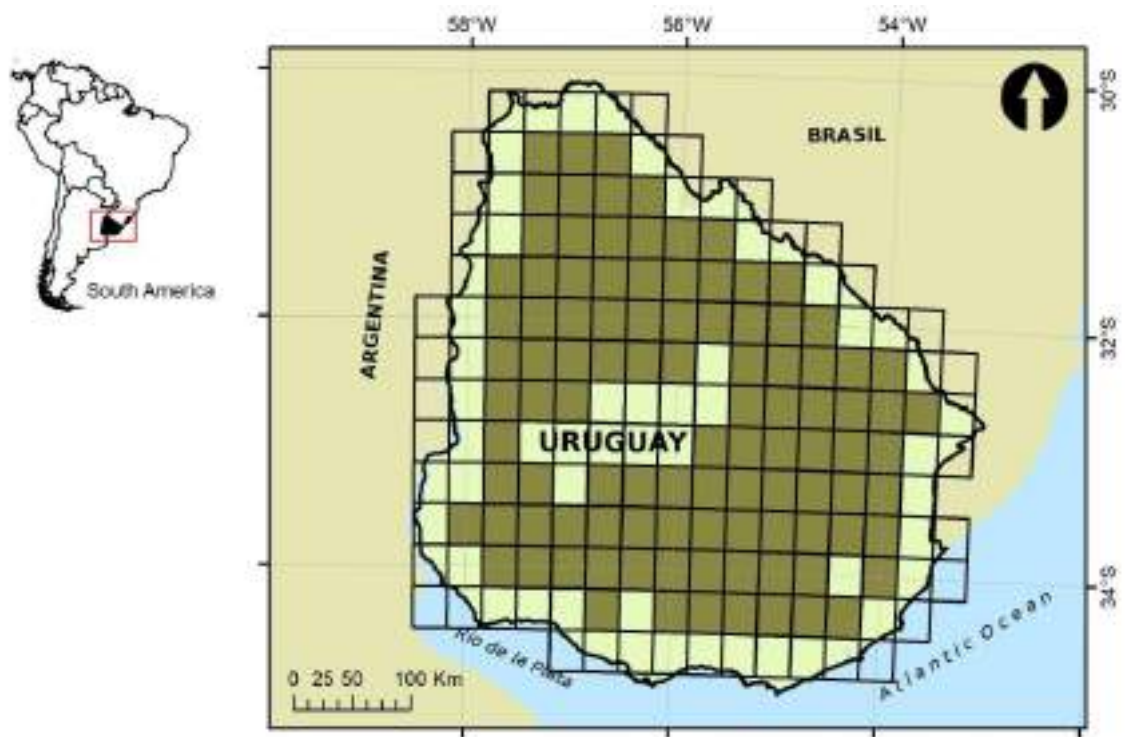 58°W 56°W 54°W
30°S
BRASIL
ARGENTINA
South America
32°S
URUGUAY
34°S
Río de la Plata
Atlantic Ocean
0 25 50 100 Km